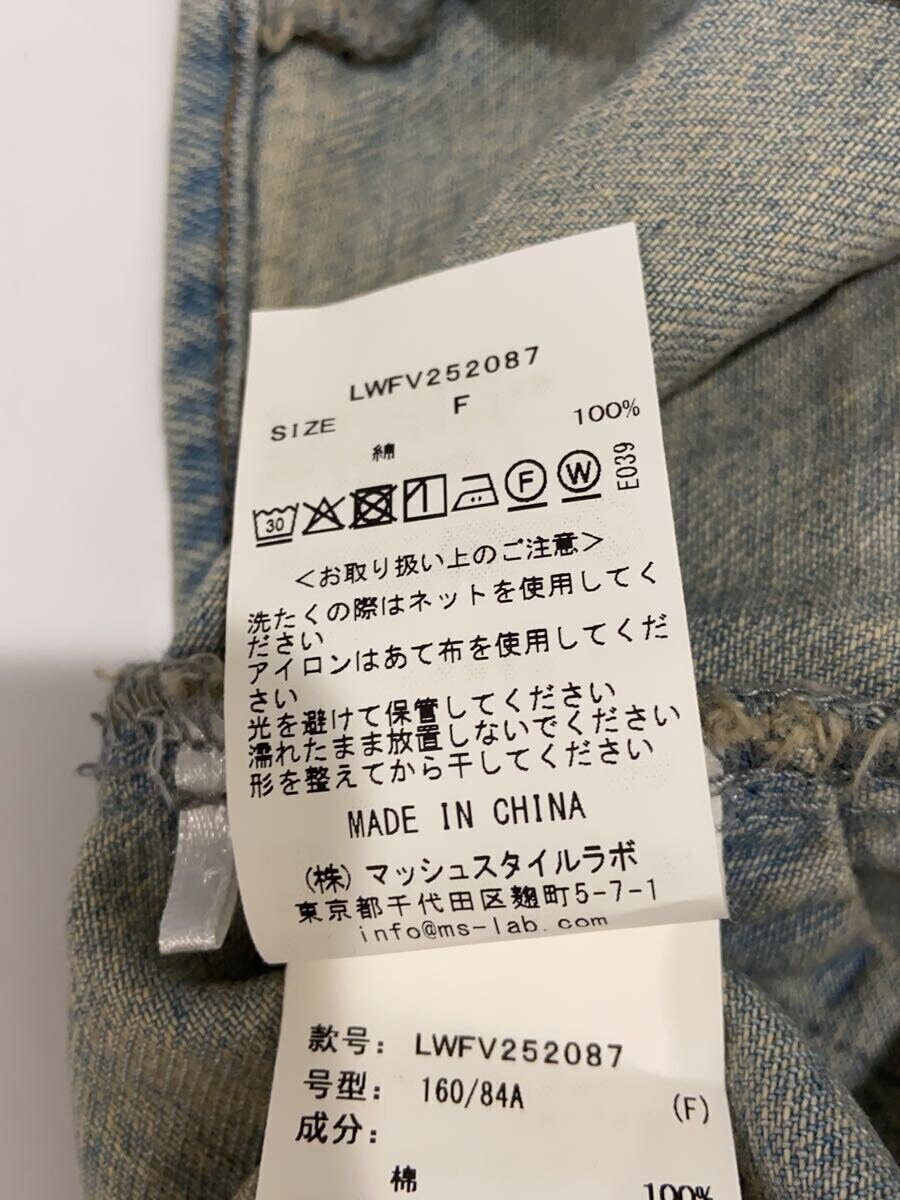 LWFV252087
SIZE F
綿 100%
30 F W E039
＜お取り扱い上のご注意＞
洗たくの際はネットを使用してく
ださい
アイロンはあて布を使用してくだ
さい
光を避けて保管してください
濡れたまま放置しないでください
形を整えてから干してください
MADE IN CHINA
(株)マッシュスタイルラボ
東京都千代田区麹町5-7-1
info@ms-lab.com
款号: LWFV252087
号型: 160/84A (F)
成分:
棉 100%